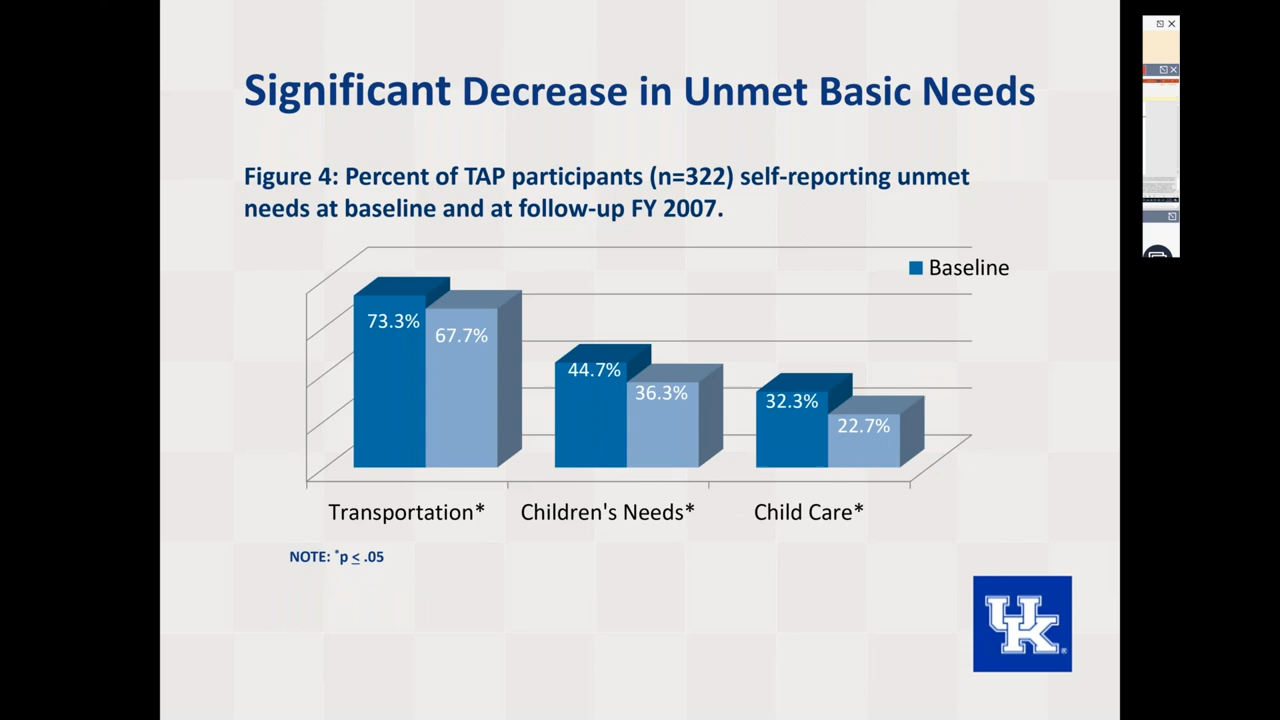 Significant Decrease in Unmet Basic Needs
Figure 4: Percent of TAP participants (n=322) self-reporting unmet
needs at baseline and at follow-up FY 2007.
Baseline
73.3%
67.7%
44.7%
36.3%
32.3%
22.7%
Transportation*
Children's Needs*
Child Care*
NOTE: *p ≤ .05
UK®